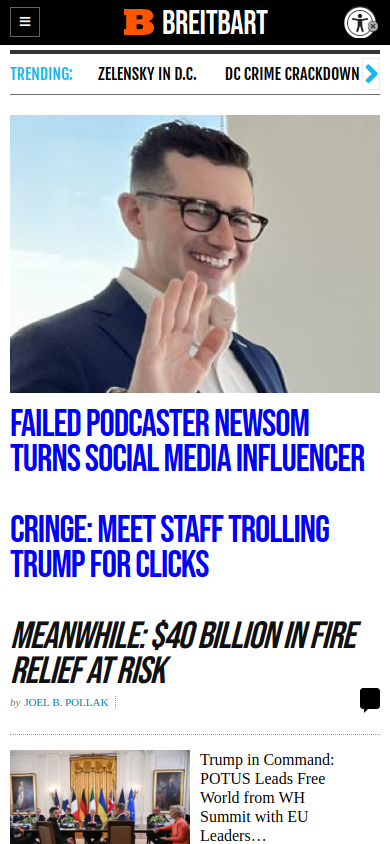 B BREITBART
TRENDING: ZELENSKY IN D.C. DC CRIME CRACKDOWN
FAILED PODCASTER NEWSOM
TURNS SOCIAL MEDIA INFLUENCER
CRINGE: MEET STAFF TROLLING
TRUMP FOR CLICKS
MEANWHILE: $40 BILLION IN FIRE
RELIEF AT RISK
by JOEL B. POLLAK
Trump in Command:
POTUS Leads Free
World from WH
Summit with EU
Leaders…